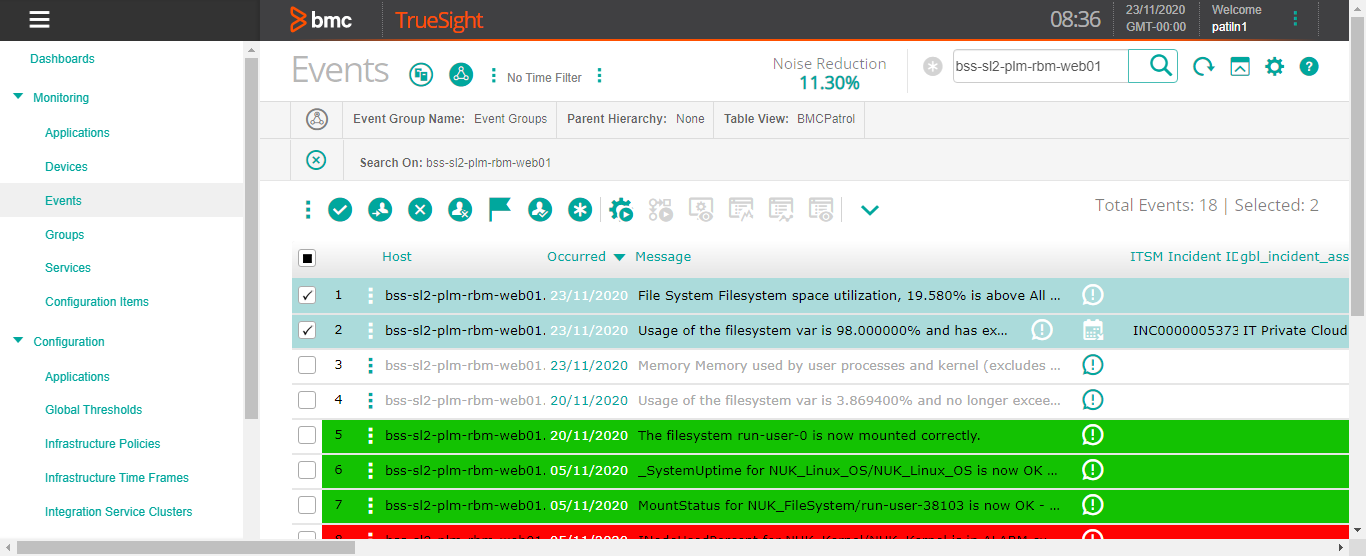 bmc TrueSight 08:36 23/11/2020 GMT-00:00 Welcome patiln1
Dashboards
Monitoring
Applications
Devices
Events
Groups
Services
Configuration Items
Configuration
Applications
Global Thresholds
Infrastructure Policies
Infrastructure Time Frames
Integration Service Clusters
Events No Time Filter Noise Reduction 11.30% bss-sl2-plm-rbm-web01
Event Group Name: Event Groups Parent Hierarchy: None Table View: BMCPatrol
Search On: bss-sl2-plm-rbm-web01
Total Events: 18 | Selected: 2
Host Occurred Message ITSM Incident ID gbl_incident_ass
1 bss-sl2-plm-rbm-web01. 23/11/2020 File System Filesystem space utilization, 19.580% is above All ...
2 bss-sl2-plm-rbm-web01. 23/11/2020 Usage of the filesystem var is 98.000000% and has ex... INC0000005373 IT Private Cloud
3 bss-sl2-plm-rbm-web01. 23/11/2020 Memory Memory used by user processes and kernel (excludes ...
4 bss-sl2-plm-rbm-web01. 20/11/2020 Usage of the filesystem var is 3.869400% and no longer excee...
5 bss-sl2-plm-rbm-web01. 20/11/2020 The filesystem run-user-0 is now mounted correctly.
6 bss-sl2-plm-rbm-web01. 05/11/2020 _SystemUptime for NUK_Linux_OS/NUK_Linux_OS is now OK ...
7 bss-sl2-plm-rbm-web01. 05/11/2020 MountStatus for NUK_FileSystem/run-user-38103 is now OK - ...
8 bss-sl2-plm-rbm-web01. 05/11/2020